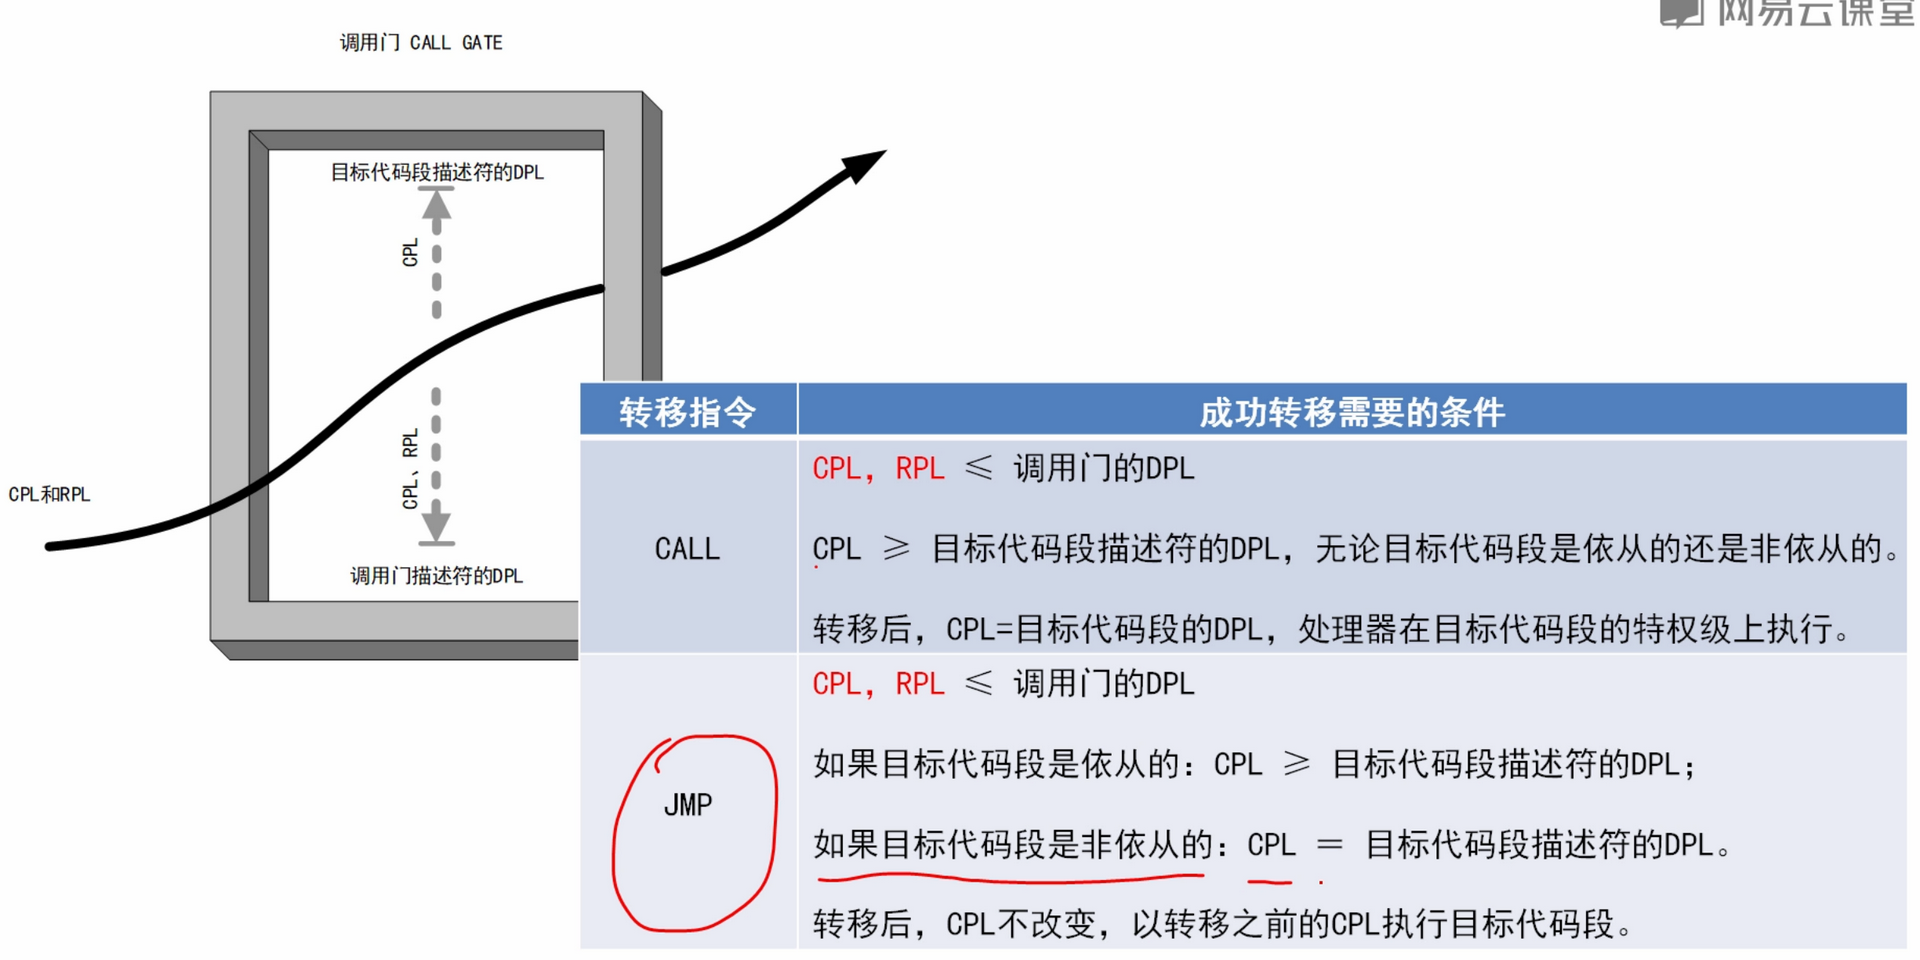 网易云课堂
调用门 CALL GATE
目标代码段描述符的DPL
CPL
CPL、RPL
CPL和RPL
调用门描述符的DPL
转移指令
成功转移需要的条件
CALL
CPL, RPL ≤ 调用门的DPL
CPL ≥ 目标代码段描述符的DPL，无论目标代码段是依从的还是非依从的。
转移后，CPL=目标代码段的DPL，处理器在目标代码段的特权级上执行。
JMP
CPL, RPL ≤ 调用门的DPL
如果目标代码段是依从的：CPL ≥ 目标代码段描述符的DPL；
如果目标代码段是非依从的：CPL = 目标代码段描述符的DPL。
转移后，CPL不改变，以转移之前的CPL执行目标代码段。